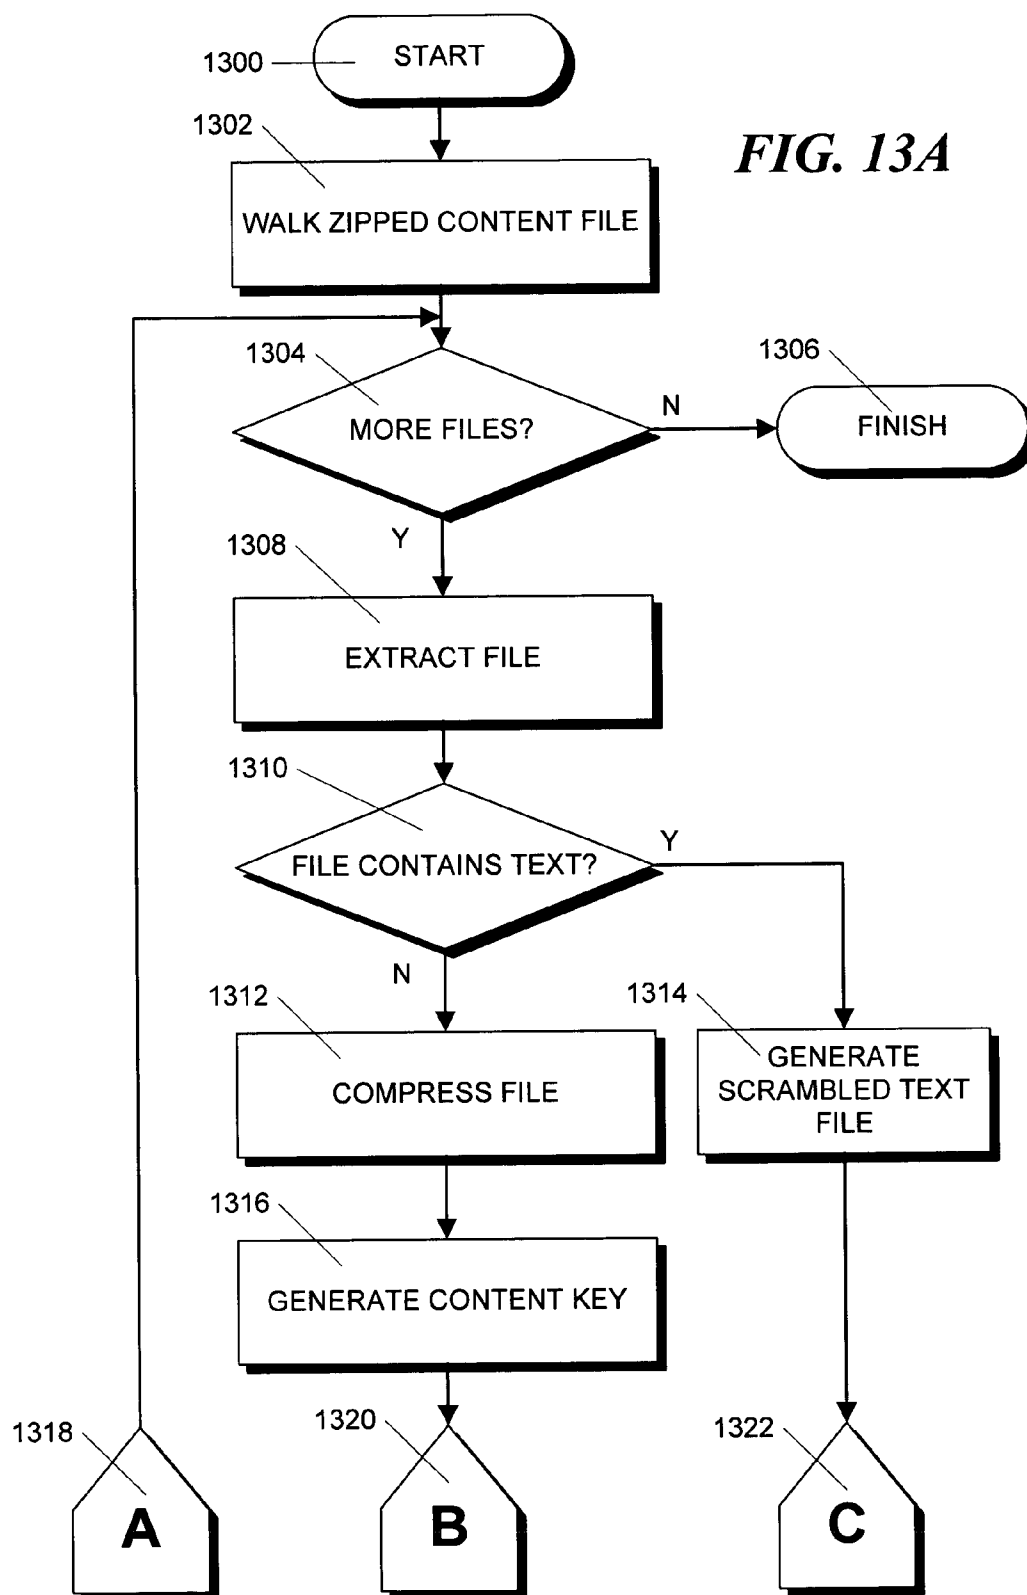 1300
START
1302
FIG. 13A
WALK ZIPPED CONTENT FILE
1304
MORE FILES?
N
1306
FINISH
Y
1308
EXTRACT FILE
1310
FILE CONTAINS TEXT?
Y
N
1312
COMPRESS FILE
1314
GENERATE
SCRAMBLED TEXT
FILE
1316
GENERATE CONTENT KEY
1318
A
1320
B
1322
C